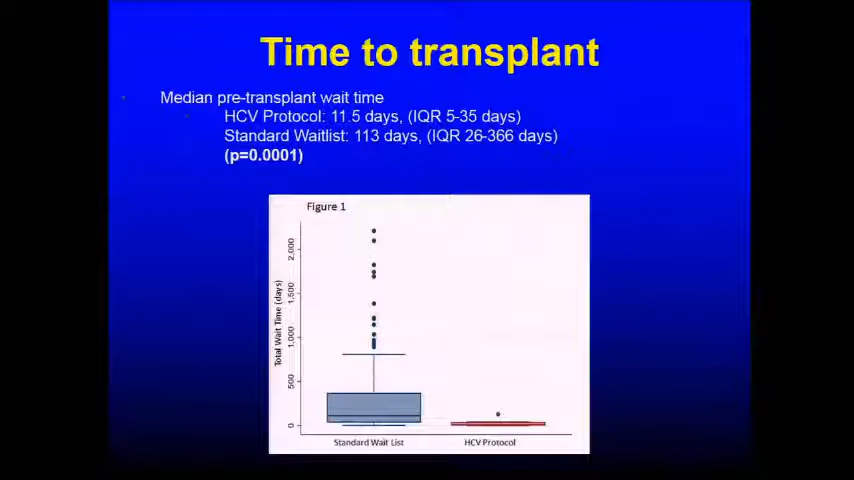 Time to transplant
Median pre-transplant wait time
HCV Protocol: 11.5 days, (IQR 5-35 days)
Standard Waitlist: 113 days, (IQR 26-366 days)
(p=0.0001)
Figure 1
Total Wait Time (days)
2,000
1,500
1,000
500
0
Standard Wait List
HCV Protocol